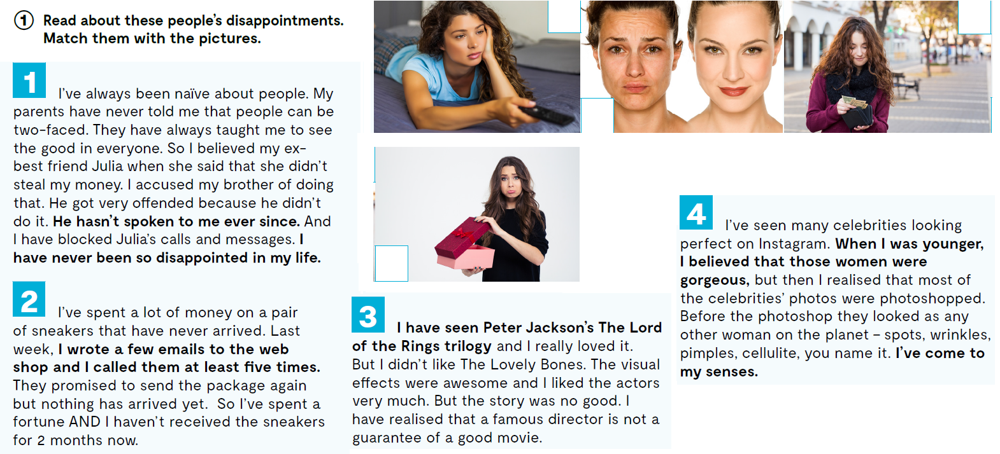 1 Read about these people's disappointments.
Match them with the pictures.
1
I've always been naïve about people. My
parents have never told me that people can be
two-faced. They have always taught me to see
the good in everyone. So I believed my ex-
best friend Julia when she said that she didn't
steal my money. I accused my brother of doing
that. He got very offended because he didn't
do it. He hasn't spoken to me ever since. And
I have blocked Julia's calls and messages. I
have never been so disappointed in my life.
2
I've spent a lot of money on a pair
of sneakers that have never arrived. Last
week, I wrote a few emails to the web
shop and I called them at least five times.
They promised to send the package again
but nothing has arrived yet. So I've spent a
fortune AND I haven't received the sneakers
for 2 months now.
3
I have seen Peter Jackson's The Lord
of the Rings trilogy and I really loved it.
But I didn't like The Lovely Bones. The visual
effects were awesome and I liked the actors
very much. But the story was no good. I
have realised that a famous director is not a
guarantee of a good movie.
4
I've seen many celebrities looking
perfect on Instagram. When I was younger,
I believed that those women were
gorgeous, but then I realised that most of
the celebrities' photos were photoshopped.
Before the photoshop they looked as any
other woman on the planet – spots, wrinkles,
pimples, cellulite, you name it. I've come to
my senses.